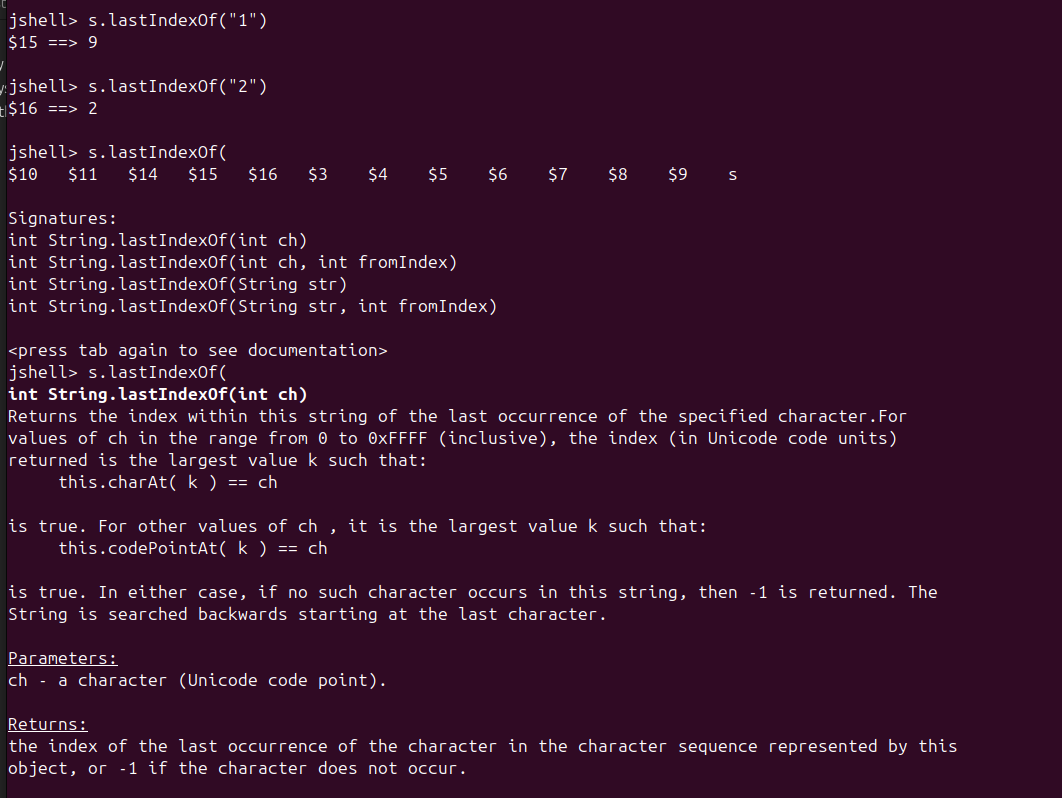 jshell> s.lastIndexOf("1")
$15 ==> 9
jshell> s.lastIndexOf("2")
$16 ==> 2
jshell> s.lastIndexOf(
$10   $11   $14   $15   $16   $3    $4    $5    $6    $7    $8    $9    s
Signatures:
int String.lastIndexOf(int ch)
int String.lastIndexOf(int ch, int fromIndex)
int String.lastIndexOf(String str)
int String.lastIndexOf(String str, int fromIndex)
<press tab again to see documentation>
jshell> s.lastIndexOf(
int String.lastIndexOf(int ch)
Returns the index within this string of the last occurrence of the specified character.For
values of ch in the range from 0 to 0xFFFF (inclusive), the index (in Unicode code units)
returned is the largest value k such that:
this.charAt( k ) == ch
is true. For other values of ch , it is the largest value k such that:
this.codePointAt( k ) == ch
is true. In either case, if no such character occurs in this string, then -1 is returned. The
String is searched backwards starting at the last character.
Parameters:
ch - a character (Unicode code point).
Returns:
the index of the last occurrence of the character in the character sequence represented by this
object, or -1 if the character does not occur.